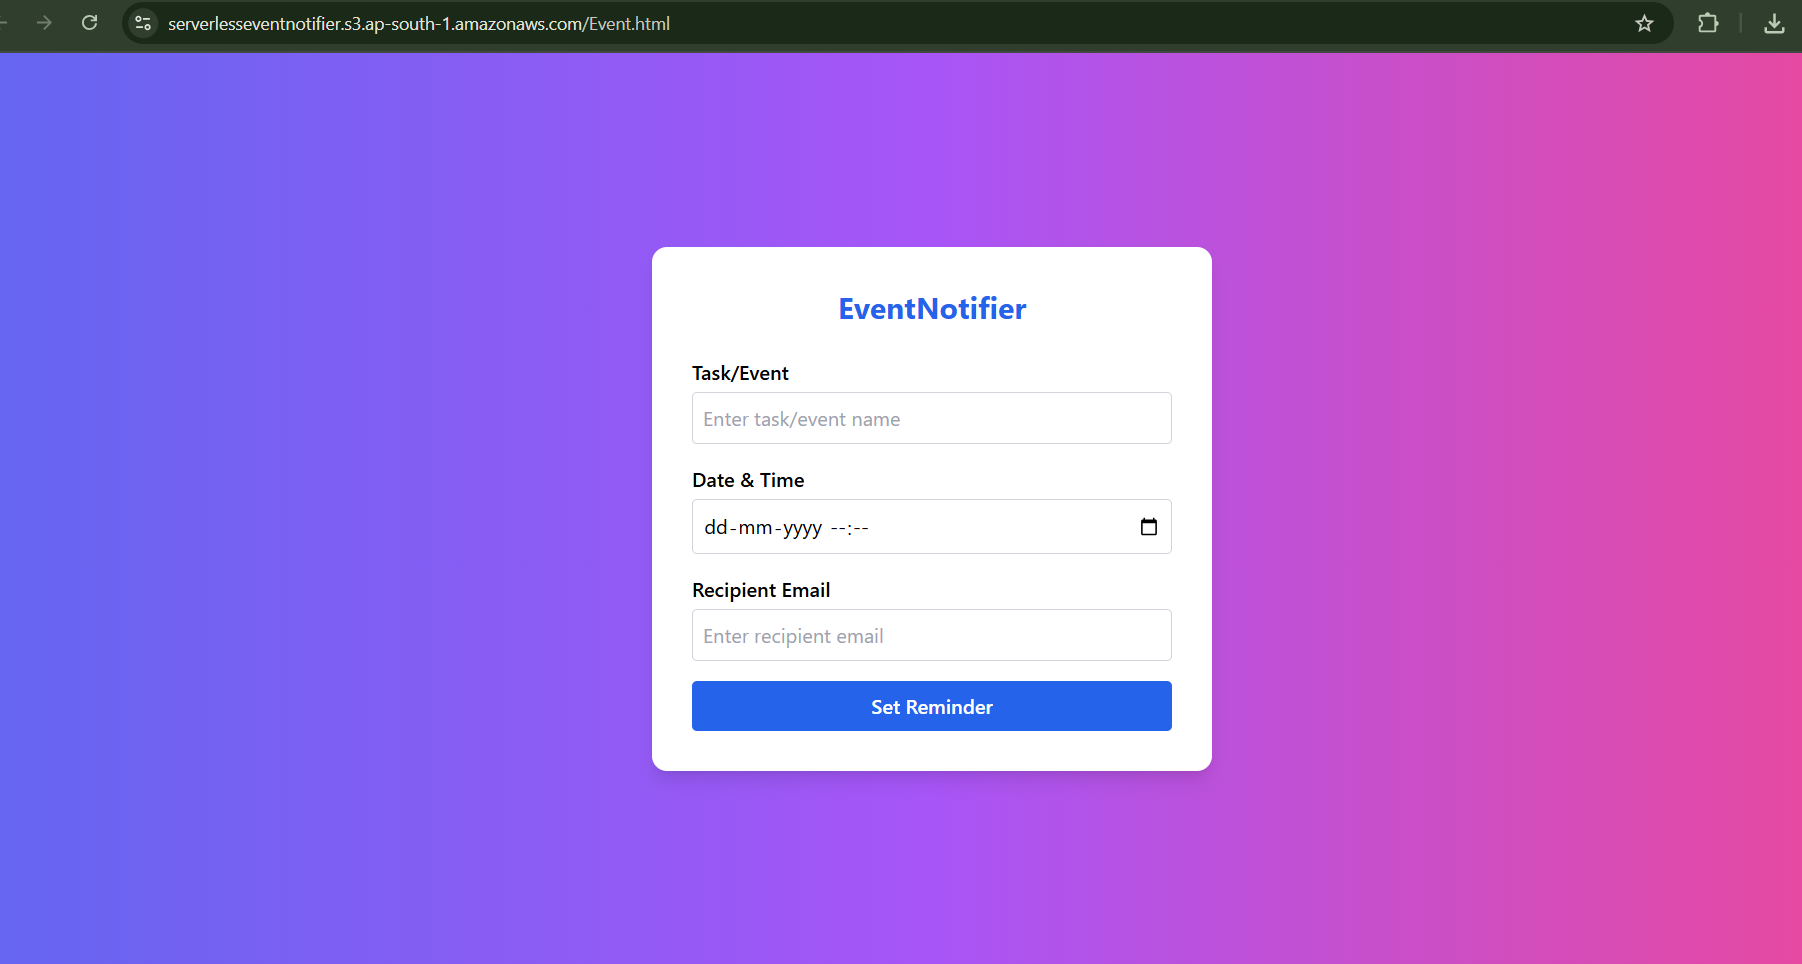 serverlesseventnotifier.s3.ap-south-1.amazonaws.com/Event.html
EventNotifier
Task/Event
Enter task/event name
Date & Time
dd-mm-yyyy --:--
Recipient Email
Enter recipient email
Set Reminder